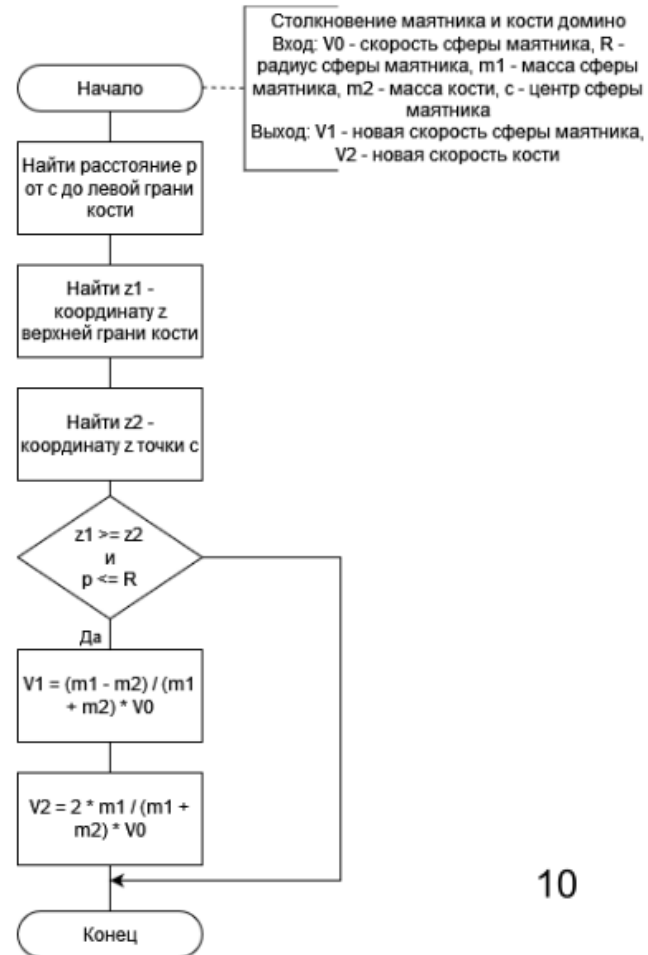 Столкновение маятника и кости домино
Вход: V0 - скорость сферы маятника, R -
радиус сферы маятника, m1 - масса сферы
маятника, m2 - масса кости, c - центр сферы
маятника
Выход: V1 - новая скорость сферы маятника,
V2 - новая скорость кости
Начало
Найти расстояние p
от c до левой грани
кости
Найти z1 -
координату z
верхней грани кости
Найти z2 -
координату z точки c
z1 >= z2
и
p <= R
Да
V1 = (m1 - m2) / (m1
+ m2) * V0
V2 = 2 * m1 / (m1 +
m2) * V0
Конец
10